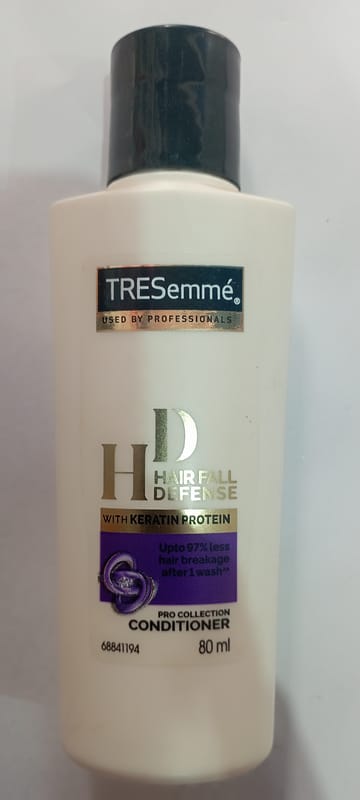 TRESemmé®
USED BY PROFESSIONALS
HD
HAIR FALL
DEFENSE
WITH KERATIN PROTEIN
Upto 97% less
hair breakage
after 1 wash**
PRO COLLECTION
CONDITIONER
68841194 80 ml